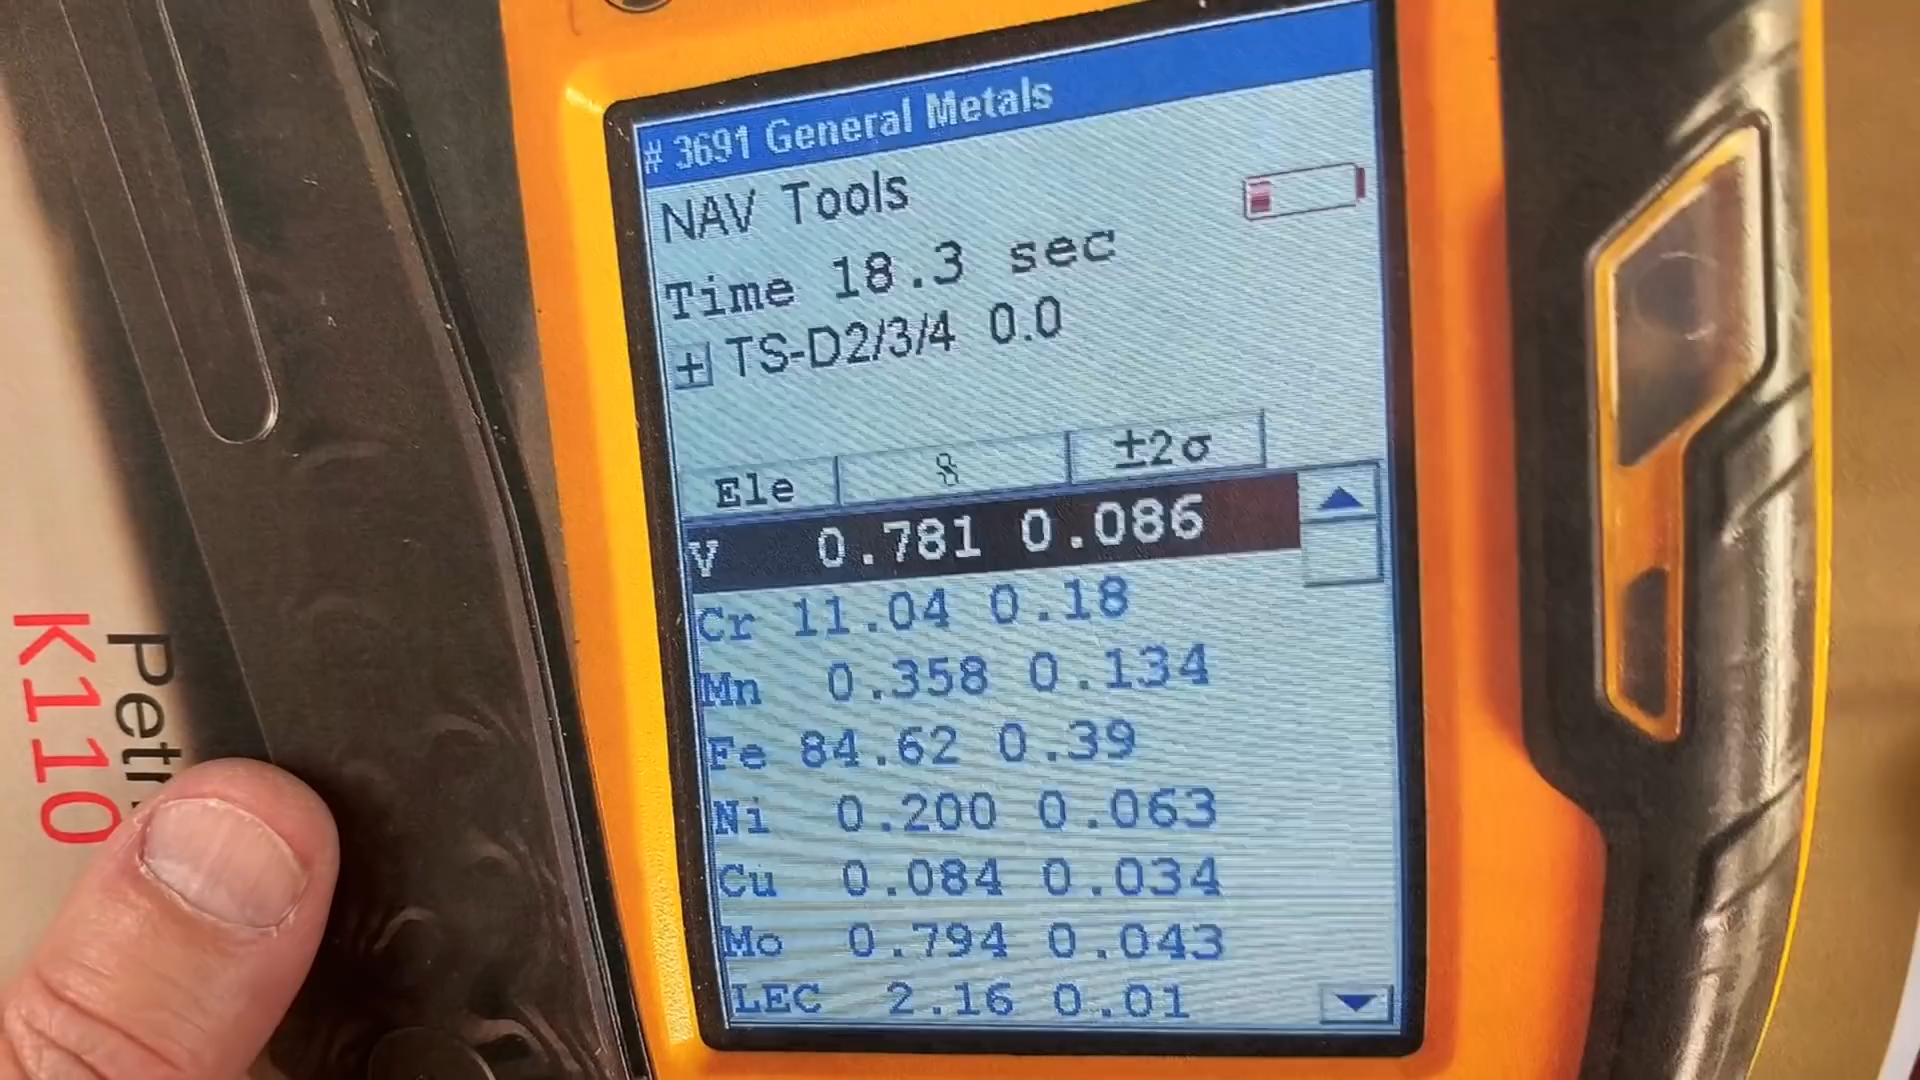 # 3691 General Metals
NAV Tools
Time 18.3 sec
+ TS-D2/3/4 0.0
Ele % ±2σ
V 0.781 0.086
Cr 11.04 0.18
Mn 0.358 0.134
Fe 84.62 0.39
Ni 0.200 0.063
Cu 0.084 0.034
Mo 0.794 0.043
LEC 2.16 0.01
K110